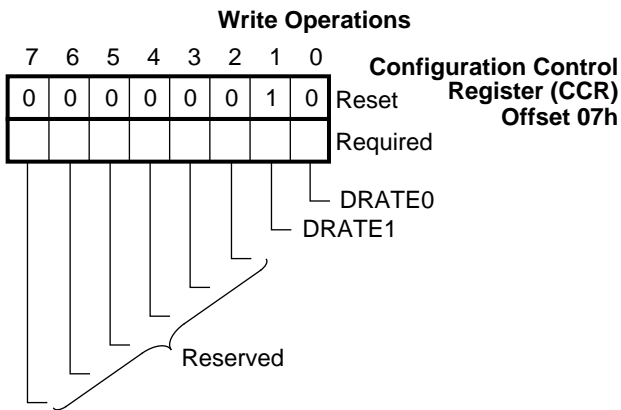 Write Operations
7 6 5 4 3 2 1 0
Configuration Control
Register (CCR)
Offset 07h
0 0 0 0 0 0 1 0 Reset
Required
DRATE0
DRATE1
Reserved